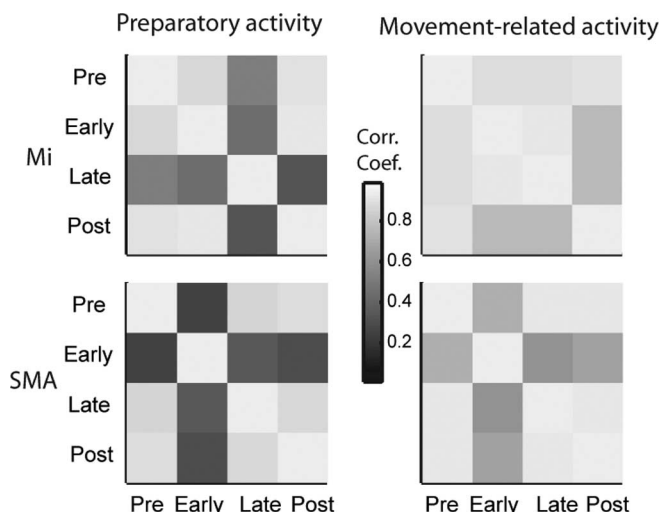 Preparatory activity
Movement-related activity
Pre
Early
Mi
Late
Post
Corr.
Coef.
0.8
0.6
0.4
0.2
Pre
Early
SMA
Late
Post
Pre Early Late Post
Pre Early Late Post